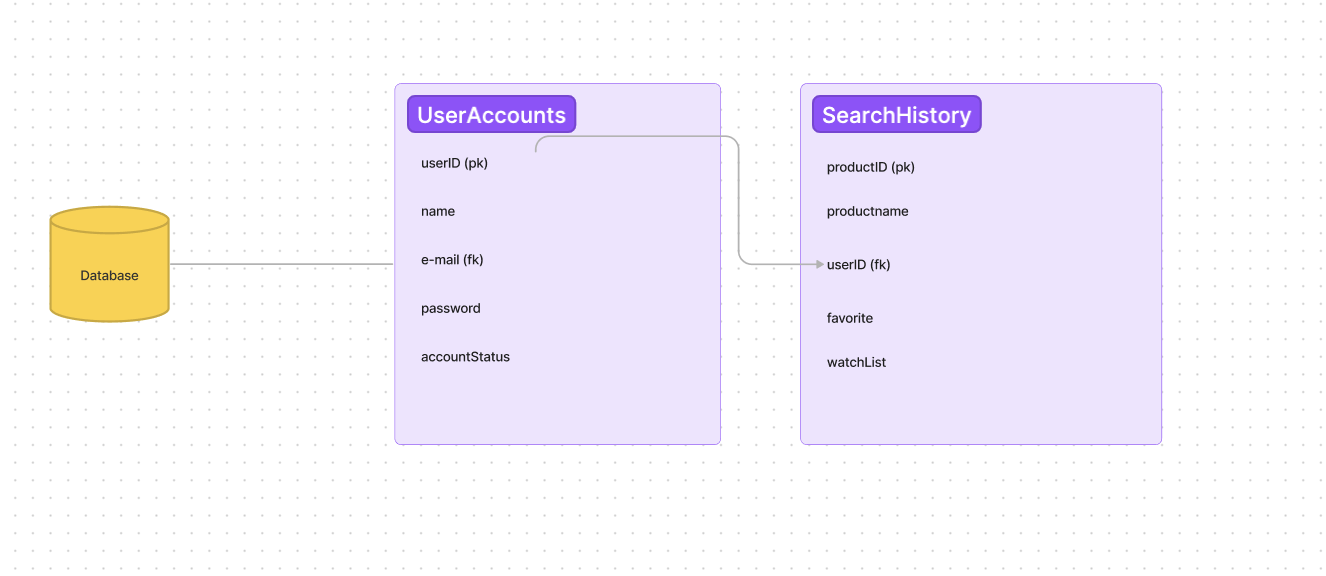 Database
UserAccounts
userID (pk)
name
e-mail (fk)
password
accountStatus
SearchHistory
productID (pk)
productname
userID (fk)
favorite
watchList